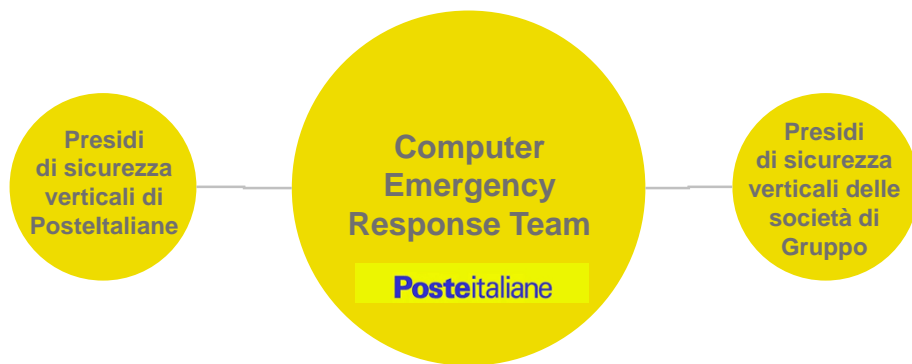 Presidi
di sicurezza
verticali di
PosteItaliane
Computer
Emergency
Response Team
Posteitaliane
Presidi
di sicurezza
verticali delle
società di
Gruppo